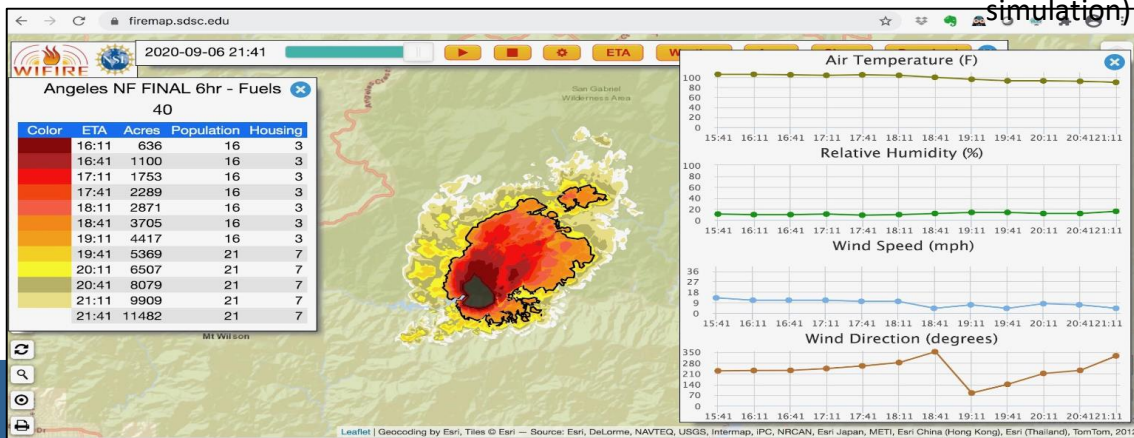 simulation)
firemap.sdsc.edu
WIFIRE
NSF
2020-09-06 21:41
ETA
Angeles NF FINAL 6hr - Fuels
40
Color ETA Acres Population Housing
16:11 636 16 3
16:41 1100 16 3
17:11 1753 16 3
17:41 2289 16 3
18:11 2871 16 3
18:41 3705 16 3
19:11 4417 16 3
19:41 5369 21 7
20:11 6507 21 7
20:41 8079 21 7
21:11 9909 21 7
21:41 11482 21 7
San Gabriel
Wilderness Area
Mt Wilson
Air Temperature (F)
100
80
60
40
20
0
15:41 16:11 16:41 17:11 17:41 18:11 18:41 19:11 19:41 20:11 20:41 21:11
Relative Humidity (%)
100
80
60
40
20
0
15:41 16:11 16:41 17:11 17:41 18:11 18:41 19:11 19:41 20:11 20:41 21:11
Wind Speed (mph)
36
27
18
9
0
15:41 16:11 16:41 17:11 17:41 18:11 18:41 19:11 19:41 20:11 20:41 21:11
Wind Direction (degrees)
350
280
210
140
70
0
15:41 16:11 16:41 17:11 17:41 18:11 18:41 19:11 19:41 20:11 20:41 21:11
Leaflet | Geocoding by Esri, Tiles © Esri — Source: Esri, DeLorme, NAVTEQ, USGS, Intermap, iPC, NRCAN, Esri Japan, METI, Esri China (Hong Kong), Esri (Thailand), TomTom, 2012